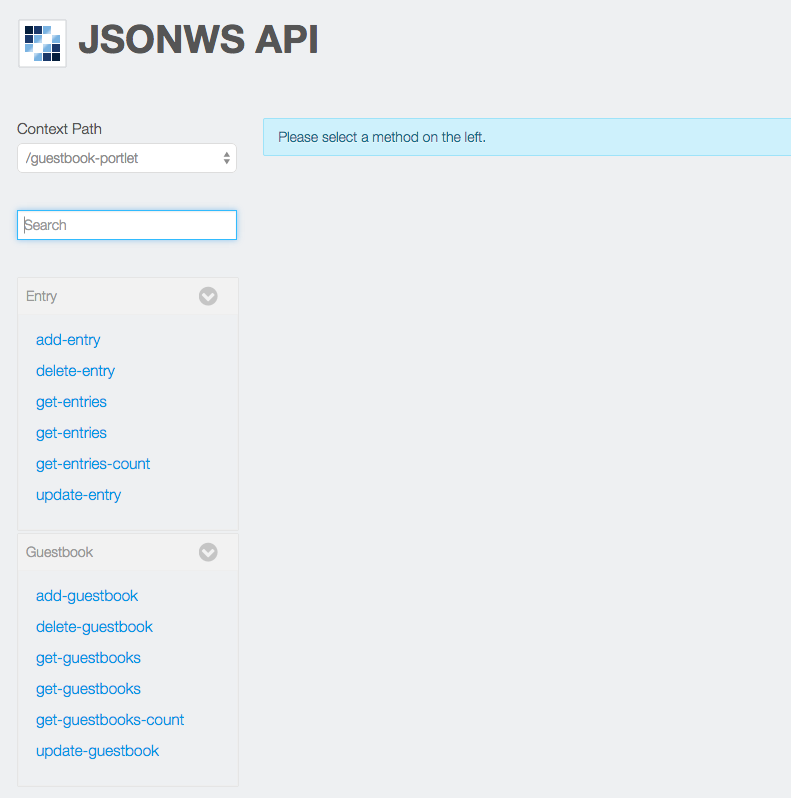 JSONWS API
Context Path
/guestbook-portlet
Please select a method on the left.
Search
Entry
add-entry
delete-entry
get-entries
get-entries
get-entries-count
update-entry
Guestbook
add-guestbook
delete-guestbook
get-guestbooks
get-guestbooks
get-guestbooks-count
update-guestbook